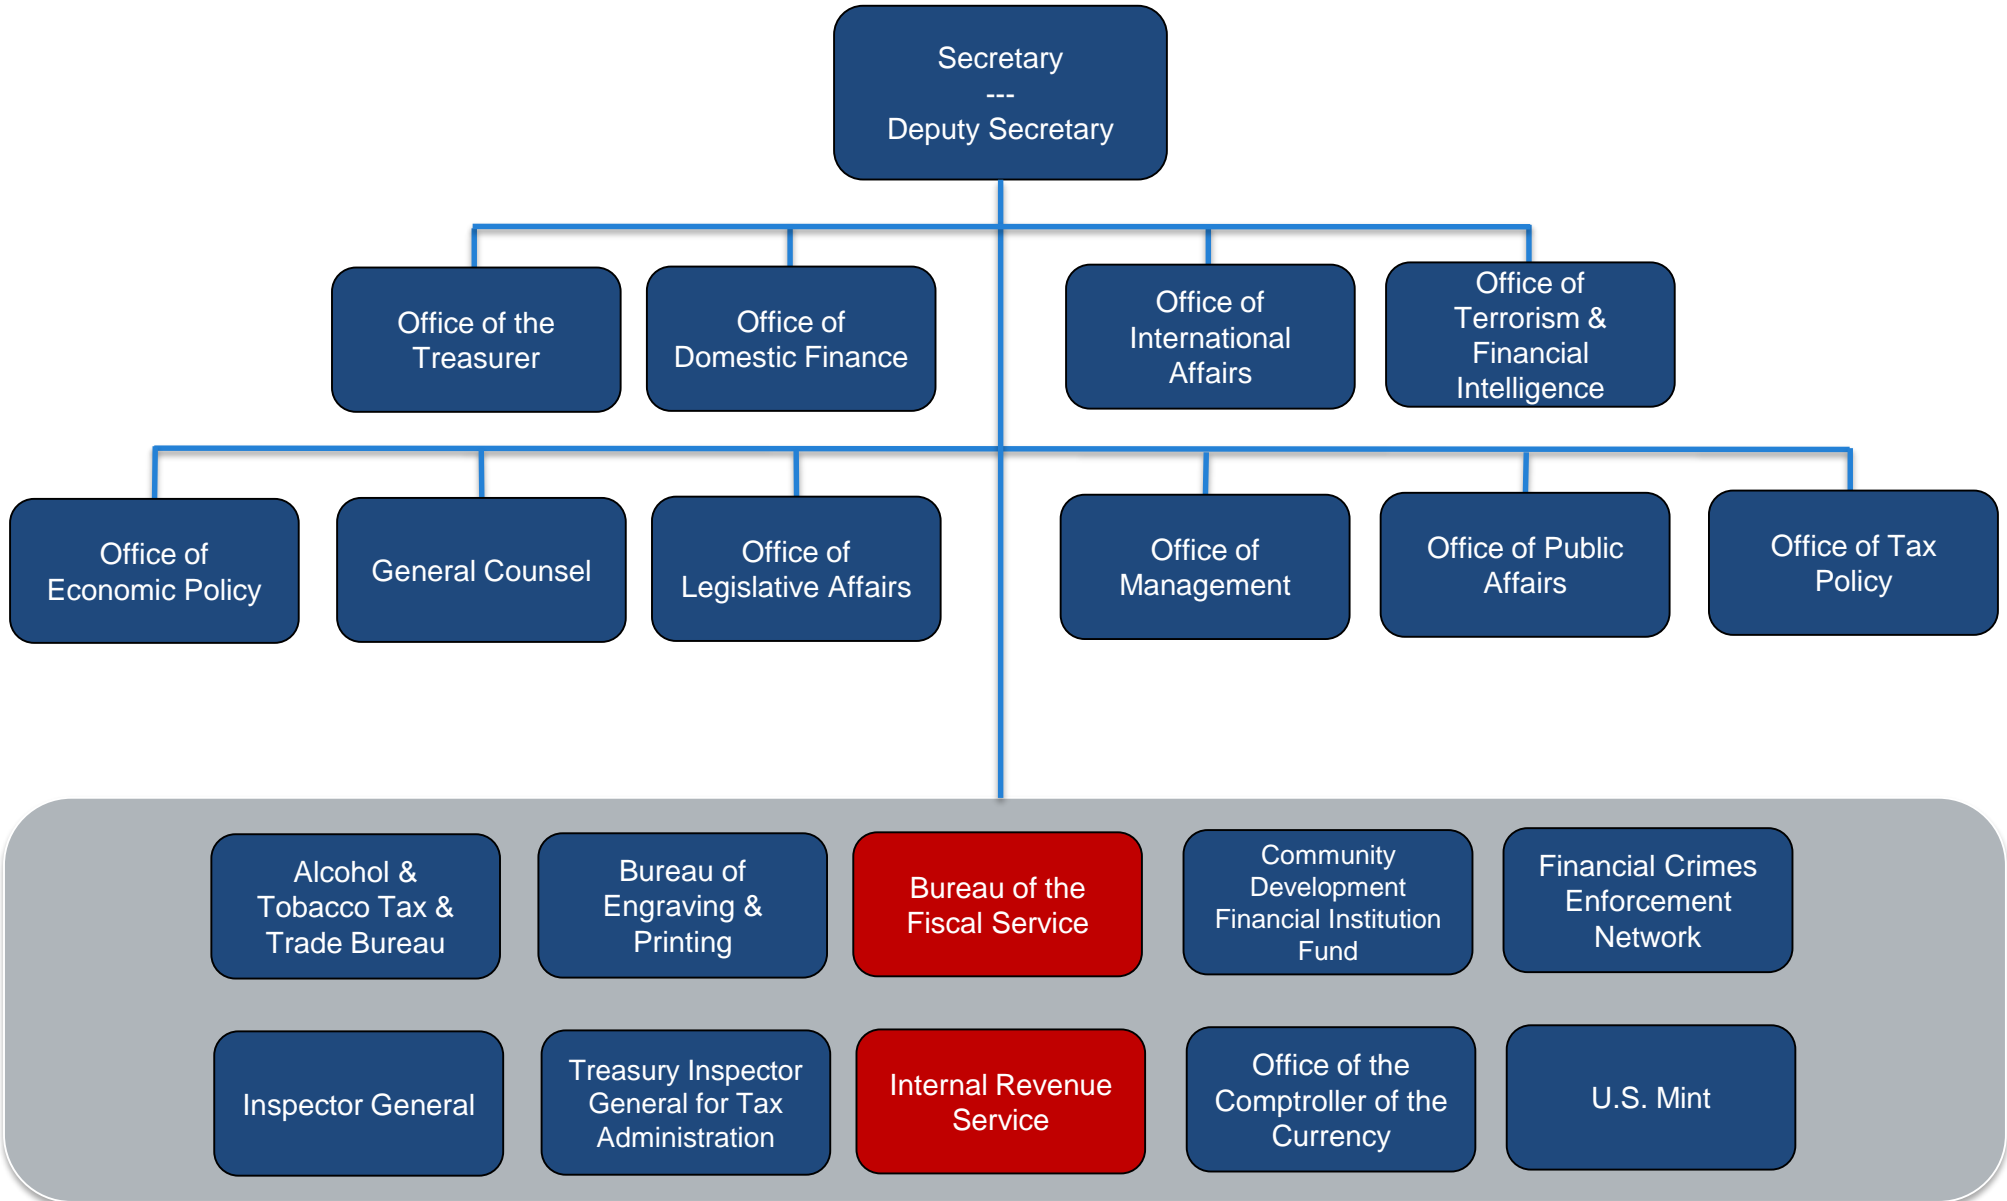 Secretary
---
Deputy Secretary
Office of the
Treasurer
Office of
Domestic Finance
Office of
International
Affairs
Office of
Terrorism &
Financial
Intelligence
Office of
Economic Policy
General Counsel
Office of
Legislative Affairs
Office of
Management
Office of Public
Affairs
Office of Tax
Policy
Alcohol &
Tobacco Tax &
Trade Bureau
Bureau of
Engraving &
Printing
Bureau of the
Fiscal Service
Community
Development
Financial Institution
Fund
Financial Crimes
Enforcement
Network
Inspector General
Treasury Inspector
General for Tax
Administration
Internal Revenue
Service
Office of the
Comptroller of the
Currency
U.S. Mint